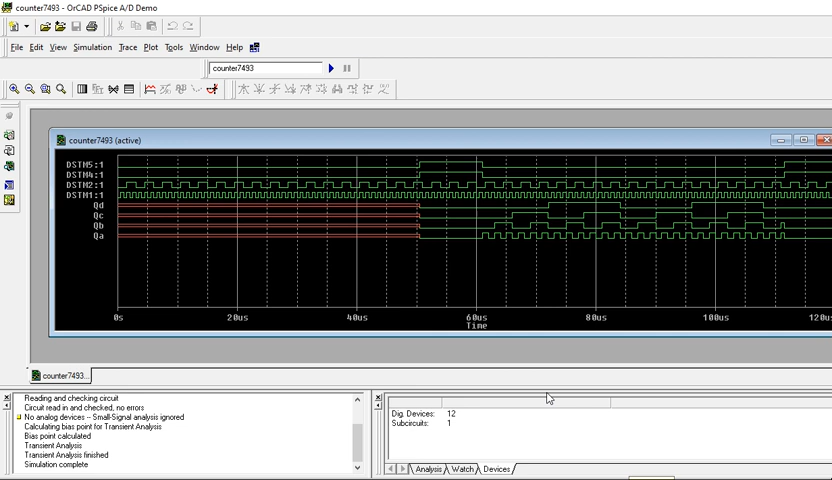 counter7493 - OrCAD PSpice A/D Demo
File Edit View Simulation Trace Plot Tools Window Help
counter7493
counter7493 (active)
DSTM5:1
DSTM4:1
DSTM2:1
DSTM1:1
Qd
Qc
Qb
Qa
0s 20us 40us 60us 80us 100us 120us
Time
counter7493...
Reading and checking circuit
Circuit read in and checked, no errors
No analog devices -- Small-Signal analysis ignored
Calculating bias point for Transient Analysis
Bias point calculated
Transient Analysis
Transient Analysis finished
Simulation complete
Dig. Devices: 12
Subcircuits: 1
Analysis Watch Devices